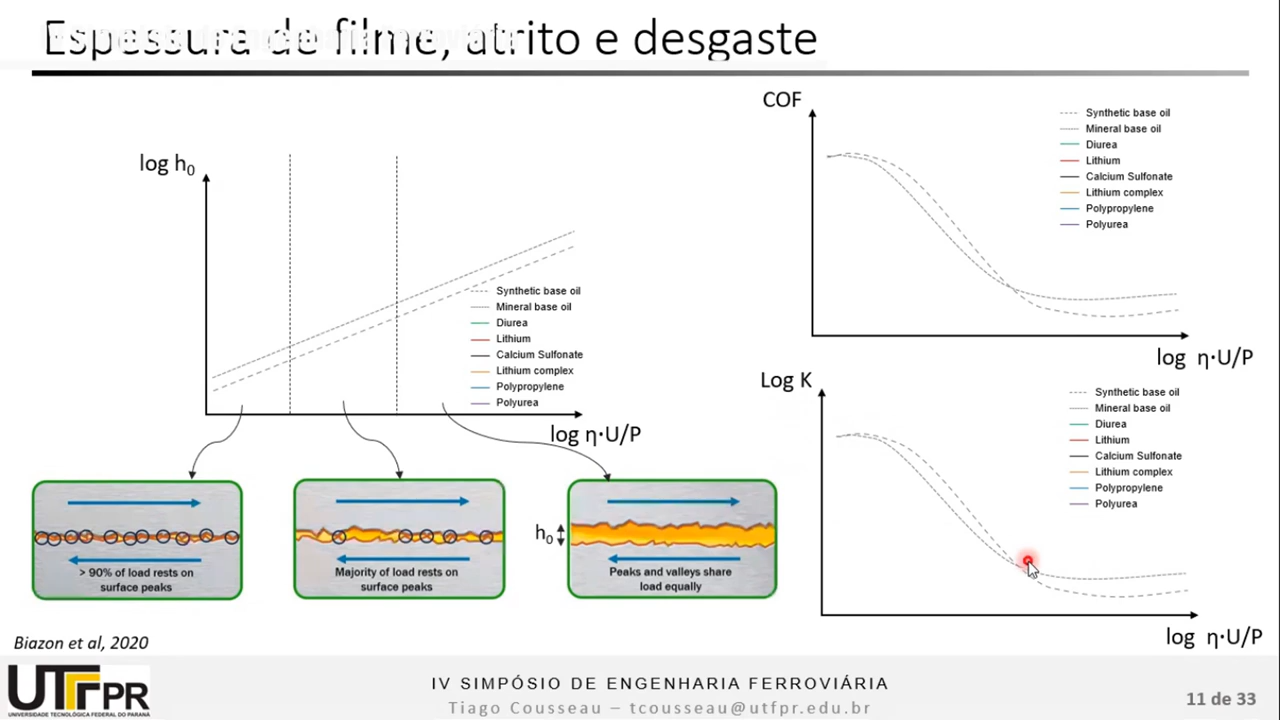 Espessura de filme, atrito e desgaste
log h0
Synthetic base oil
Mineral base oil
Diurea
Lithium
Calcium Sulfonate
Lithium complex
Polypropylene
Polyurea
log η·U/P
> 90% of load rests on
surface peaks
Majority of load rests on
surface peaks
h0
Peaks and valleys share
load equally
COF
Synthetic base oil
Mineral base oil
Diurea
Lithium
Calcium Sulfonate
Lithium complex
Polypropylene
Polyurea
log η·U/P
Log K
Synthetic base oil
Mineral base oil
Diurea
Lithium
Calcium Sulfonate
Lithium complex
Polypropylene
Polyurea
log η·U/P
Biazon et al, 2020
UTFPR
UNIVERSIDADE TECNOLÓGICA FEDERAL DO PARANÁ
IV SIMPÓSIO DE ENGENHARIA FERROVIÁRIA
Tiago Cousseau – tcousseau@utfpr.edu.br
11 de 33